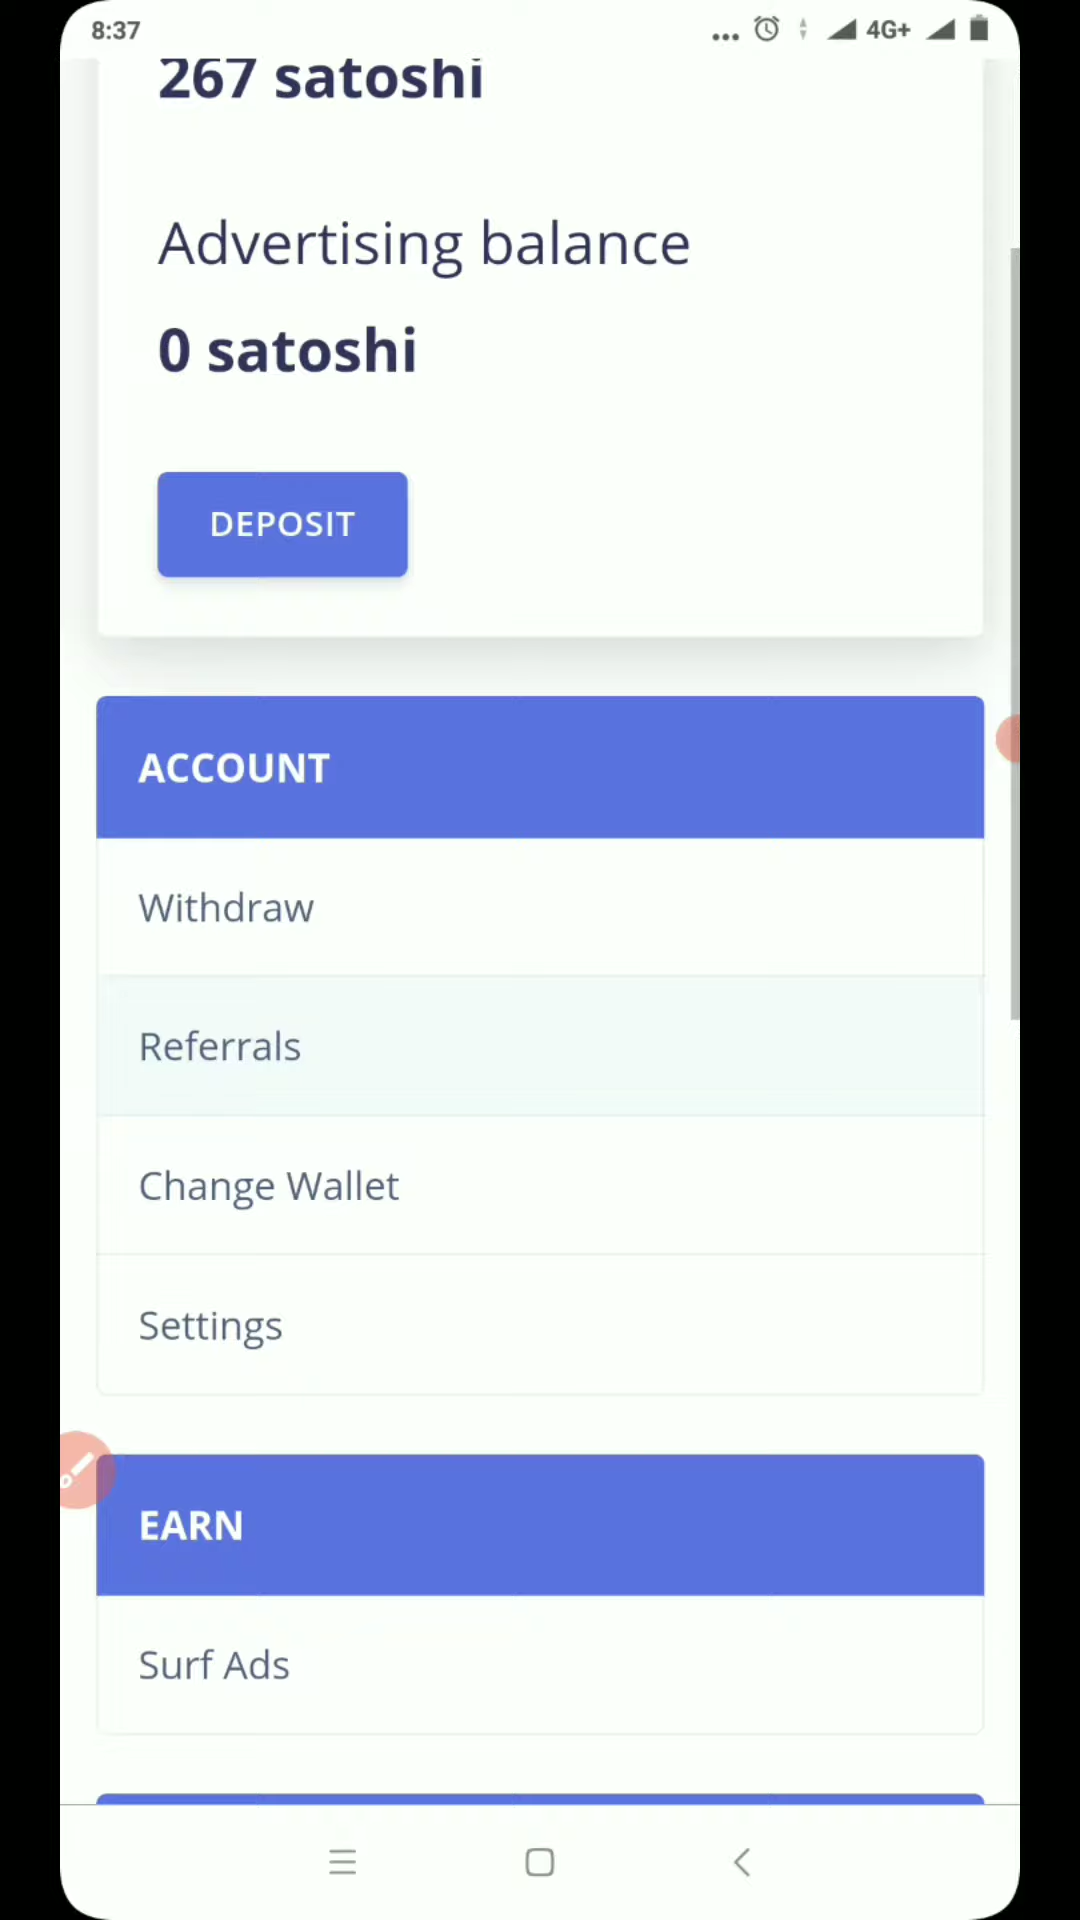 8:37
4G+
267 satoshi
Advertising balance
0 satoshi
DEPOSIT
ACCOUNT
Withdraw
Referrals
Change Wallet
Settings
EARN
Surf Ads